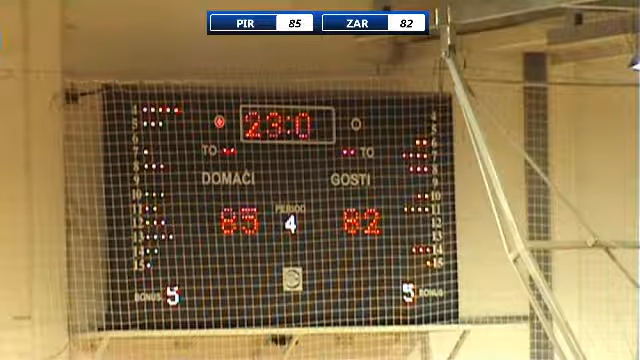 PIR 85 ZAR 82
23:0
TO TO
DOMAĆI GOSTI
PERIOD
85 4 82
BONUS 5 5 BONUS